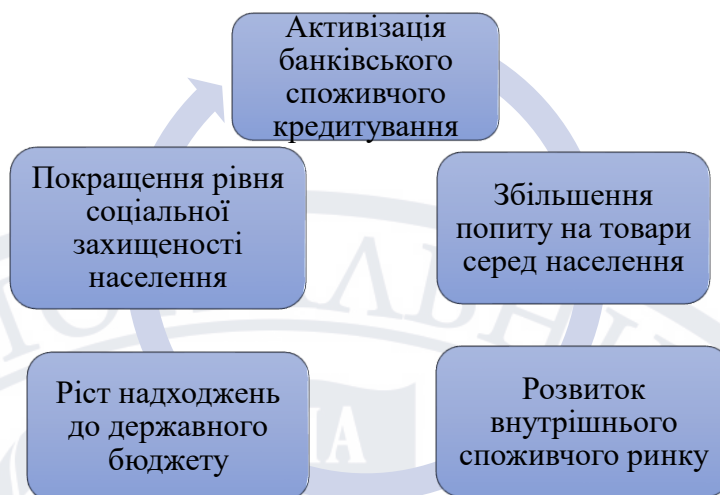 Активізація
банківського
споживчого
кредитування
Збільшення
попиту на товари
серед населення
Розвиток
внутрішнього
споживчого ринку
Ріст надходжень
до державного
бюджету
Покращення рівня
соціальної
захищеності
населення